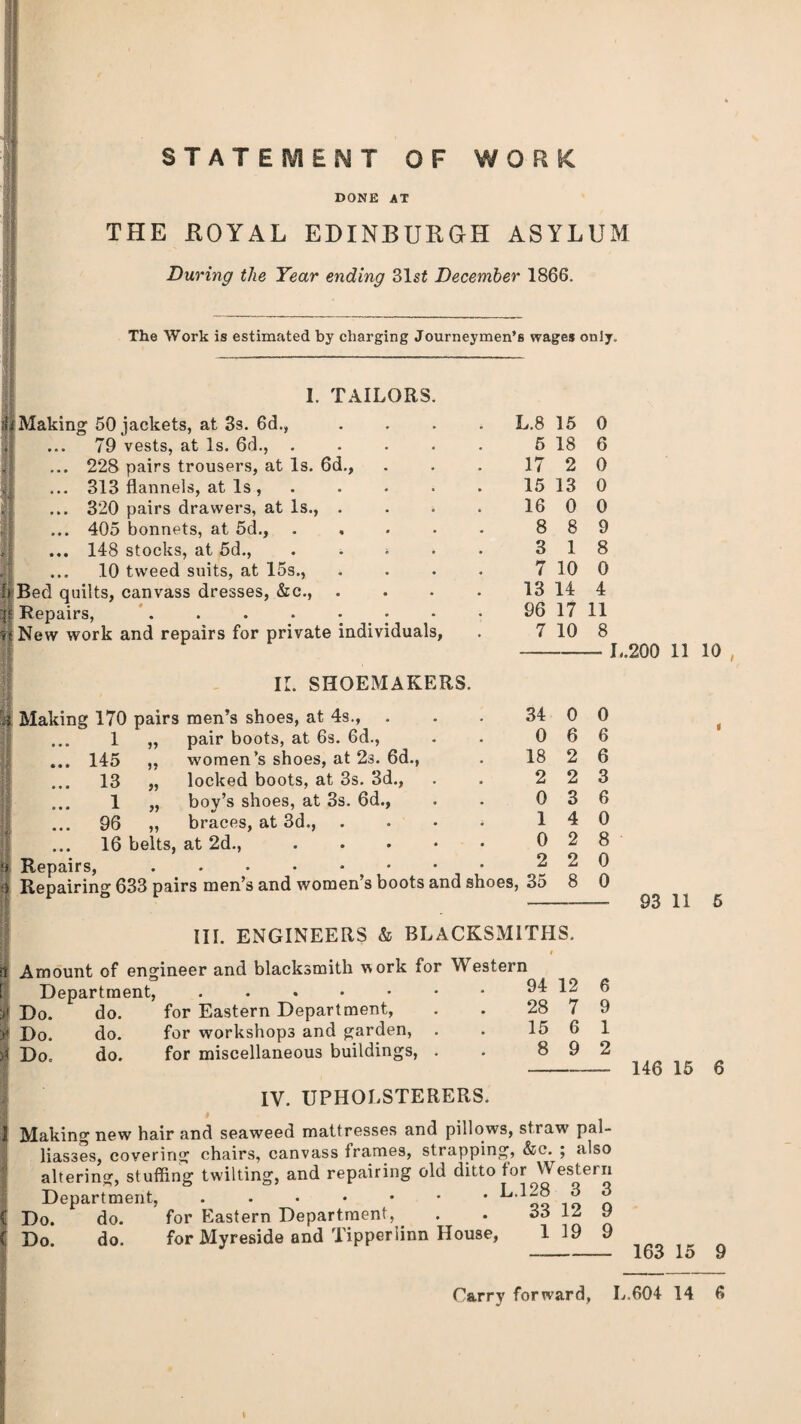 STATEMENT OF WORK
DONE AT
THE ROYAL EDINBURGH ASYLUM
During the Year ending 31st December 1866.
The Work is estimated by charging Journeymen's wages only.
I. TAILORS.
Making 50 jackets, at 3s. 6d., . . . . L.8 15 0
... 79 vests, at 1s. 6d., . . . . . 5 18 6
... 228 pairs trousers, at 1s. 6d., . . . 17 2 0
... 313 flannels, at 1s, . . . . . 15 13 0
... 320 pairs drawers, at 1s., . . . . 16 0 0
... 405 bonnets, at 5d., . . . . . 8 8 9
... 148 stocks, at 5d., . . . . . 3 1 8
... 10 tweed suits, at 15s., . . . . 7 10 0
Bed quilts, canvass dresses, &c., . . . . 13 14 4
Repairs, . . . . . . . . 96 17 11
New work and repairs for private individuals, . 7 10 8
L.200 11 10
II. SHOEMAKERS.
Making 170 pairs men's shoes, at 4s., . . . 34 0 0
... 1 „ pair boots, at 6s. 6d., . . 0 6 6
... 145 „ women's shoes, at 2s. 6d., . 18 2 6
... 13 „ locked boots, at 3s. 3d., . . 2 2 3
... 1 „ boy's shoes, at 3s. 6d., . . 0 3 6
... 96 „ braces, at 3d., . . . . 1 4 0
... 16 belts, at 2d., . . . . . 0 2 8
Repairs, . . . . . . . . 2 2 0
Repairing 633 pairs men's and women's boots and shoes, 35 8 0
93 11 5
III. ENGINEERS & BLACKSMITHS.
Amount of engineer and blacksmith work for Western
Department, . . . . . . . 94 12 6
Do. do. for Eastern Department, . . 28 7 9
Do. do. for workshops and garden, . . 15 6 1
Do. do. for miscellaneous buildings, . . 8 9 2
146 15 6
IV. UPHOLSTERERS.
Making new hair and seaweed mattresses and pillows, straw pal-
liasses, covering chairs, canvass frames, strapping, &c. ; also
altering, stuffing twilting, and repairing old ditto for Western
Department, . . . . . . . L.128 3 3
Do. do. for Eastern Department, . . 33 12 9
Do. do. for Myreside and Tipperlinn House, 1 19 9
163 15 9
Carry forward, L.604 14 6